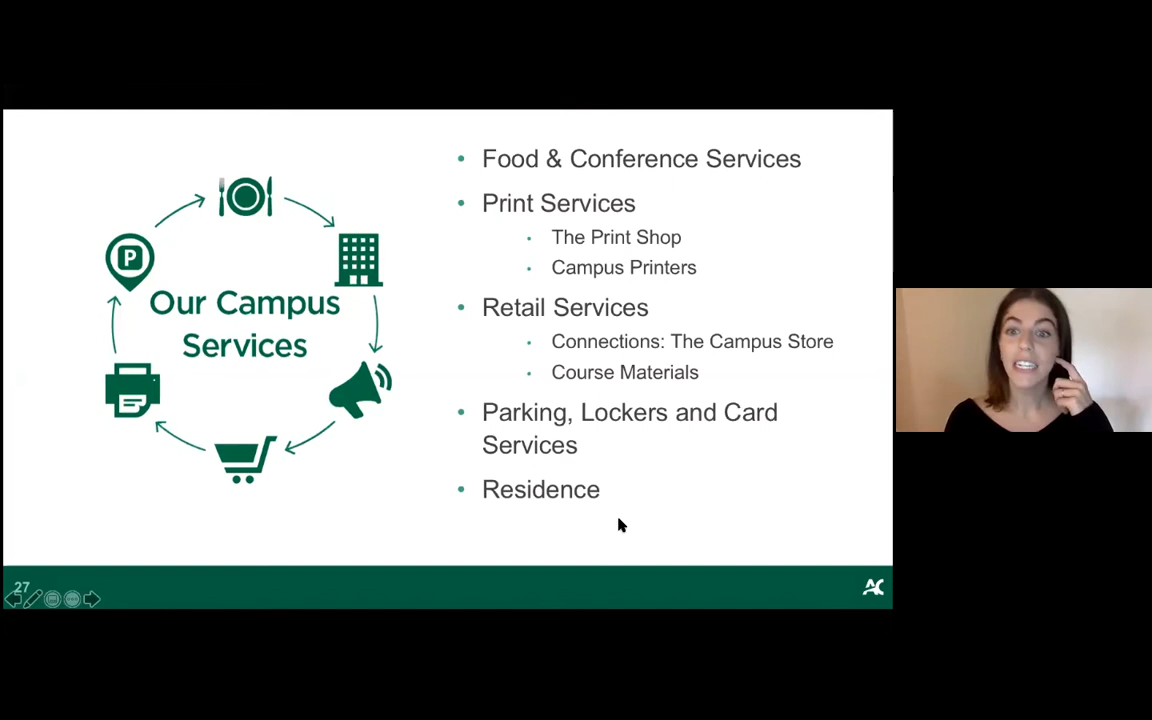 Our Campus
Services
P
Food & Conference Services
Print Services
The Print Shop
Campus Printers
Retail Services
Connections: The Campus Store
Course Materials
Parking, Lockers and Card
Services
Residence
27
AC